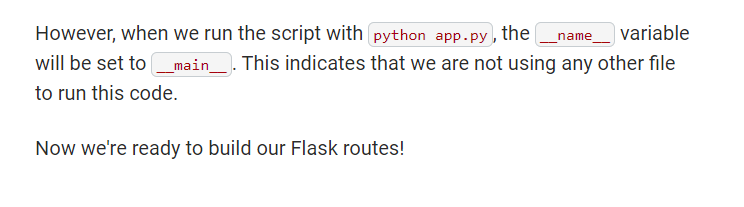 However, when we run the script with python app.py, the __name__ variable
will be set to __main__. This indicates that we are not using any other file
to run this code.
Now we're ready to build our Flask routes!